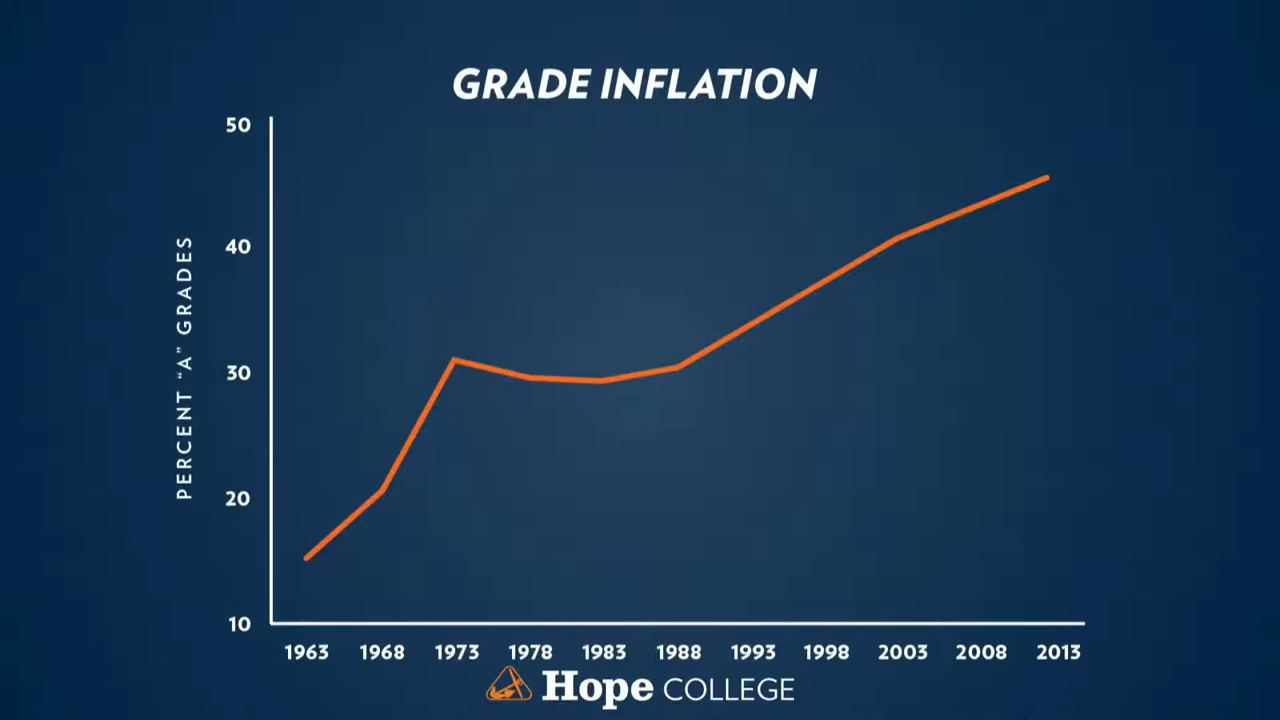 GRADE INFLATION
50
40
30
20
10
PERCENT “A” GRADES
1963 1968 1973 1978 1983 1988 1993 1998 2003 2008 2013
Hope COLLEGE